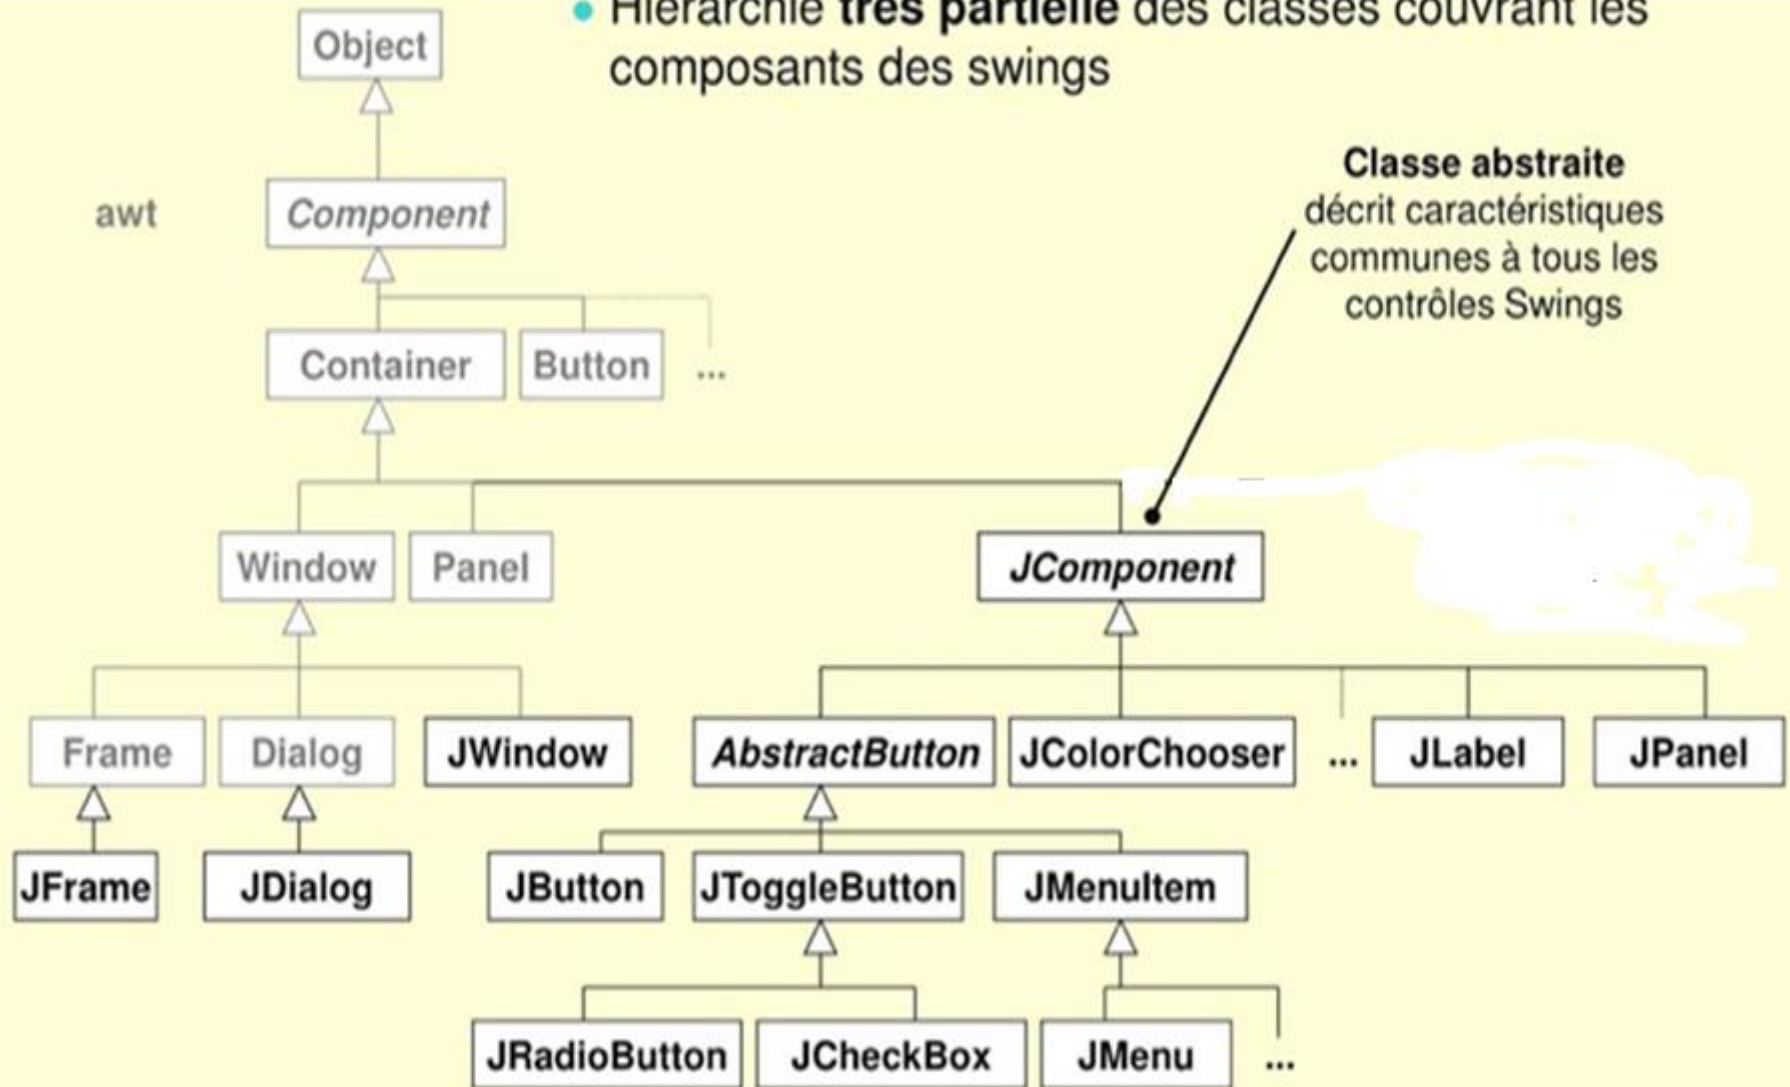 • Hiérarchie très partielle des classes couvrant les
composants des swings
Object
Classe abstraite
décrit caractéristiques
communes à tous les
contrôles Swings
awt
Component
Container
Button
...
Window
Panel
JComponent
Frame
Dialog
JWindow
AbstractButton
JColorChooser
...
JLabel
JPanel
JFrame
JDialog
JButton
JToggleButton
JMenuItem
JRadioButton
JCheckBox
JMenu
...